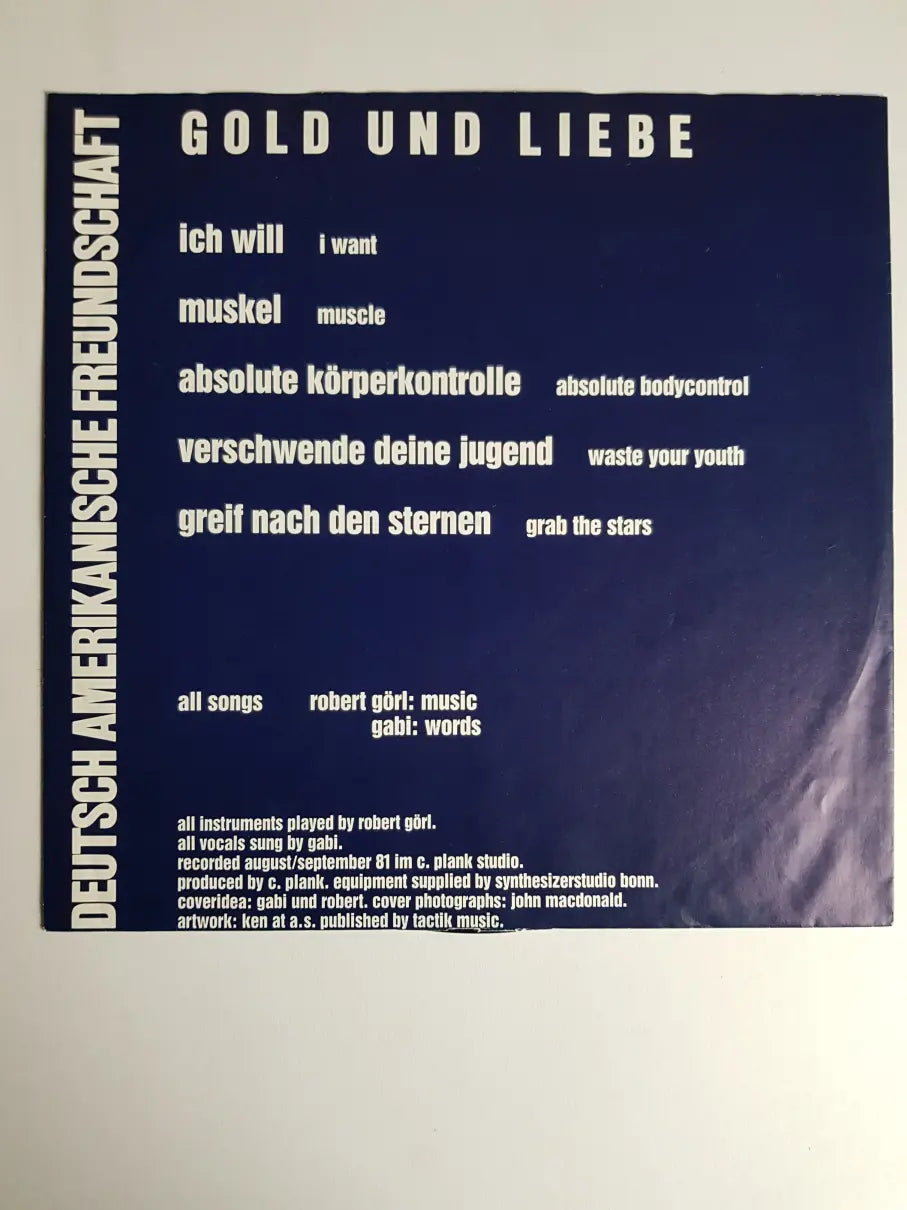 DEUTSCH AMERIKANISCHE FREUNDSCHAFT
GOLD UND LIEBE
ich will i want
muskel muscle
absolute körperkontrolle absolute bodycontrol
verschwende deine jugend waste your youth
greif nach den sternen grab the stars
all songs robert görl: music
gabi: words
all instruments played by robert görl.
all vocals sung by gabi.
recorded august/september 81 im c. plank studio.
produced by c. plank. equipment supplied by synthesizerstudio bonn.
coveridea: gabi und robert. cover photographs: john macdonald.
artwork: ken at a.s. published by tactik music.